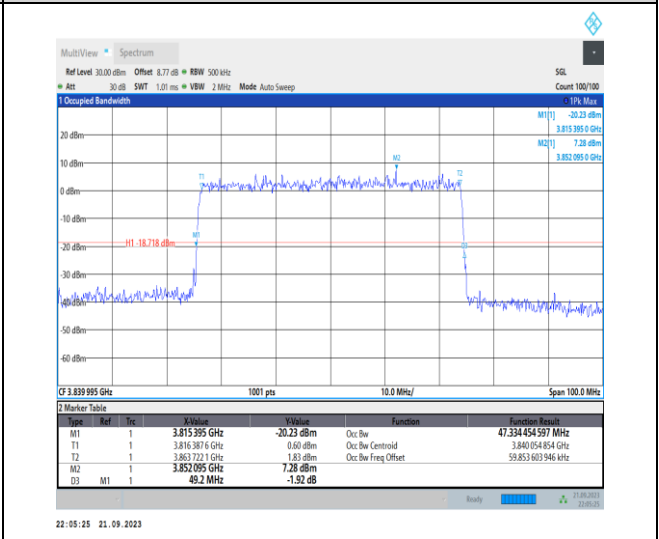 MultiView Spectrum
Ref Level 30.00 dBm Offset 8.77 dB RBW 500 kHz SGL
Att 30 dB SWT 1.01 ms VBW 2 MHz Mode Auto Sweep Count 100/100
1 Occupied Bandwidth 1Pk Max
M1[1] -20.23 dBm
3.815 395 0 GHz
M2[1] 7.28 dBm
3.852 095 0 GHz
20 dBm
10 dBm
M2
T1
T2
0 dBm
-10 dBm
M1
H1 -18.718 dBm
-20 dBm
-30 dBm
-40 dBm
-50 dBm
-60 dBm
CF 3.839 995 GHz 1001 pts 10.0 MHz/ Span 100.0 MHz
2 Marker Table
Type Ref Trc X-Value Y-Value Function Function Result
M1 1 3.815 395 GHz -20.23 dBm Occ Bw 47.334 454 597 MHz
T1 1 3.816 387 6 GHz 0.60 dBm Occ Bw Centroid 3.840 054 854 GHz
T2 1 3.863 722 1 GHz 1.83 dBm Occ Bw Freq Offset 59.853 603 946 kHz
M2 1 3.852 095 GHz 7.28 dBm
D3 M1 1 49.2 MHz -1.92 dB
Ready 21.09.2023
22:05:25
22:05:25 21.09.2023